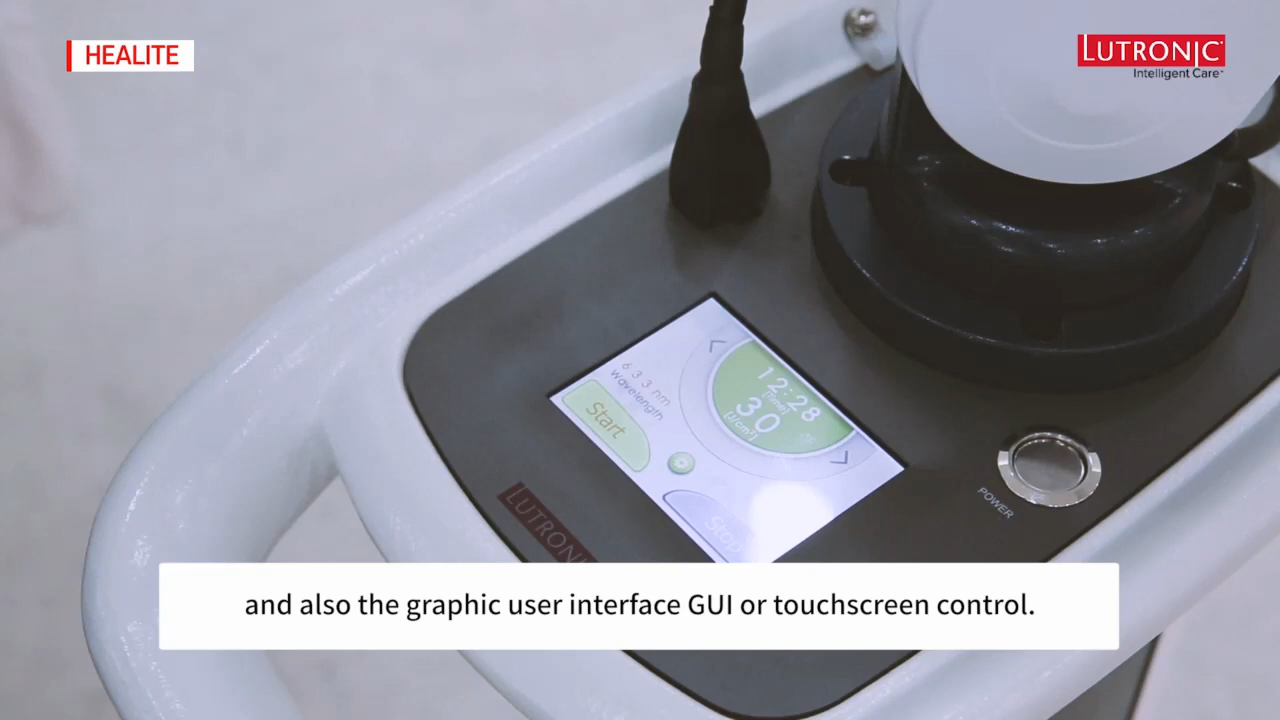 HEALITE
LUTRONIC
Intelligent Care™
633 nm
Wavelength
Start
12:28
[Time]
30
[J/cm²]
Stop
LUTRONIC
POWER
and also the graphic user interface GUI or touchscreen control.